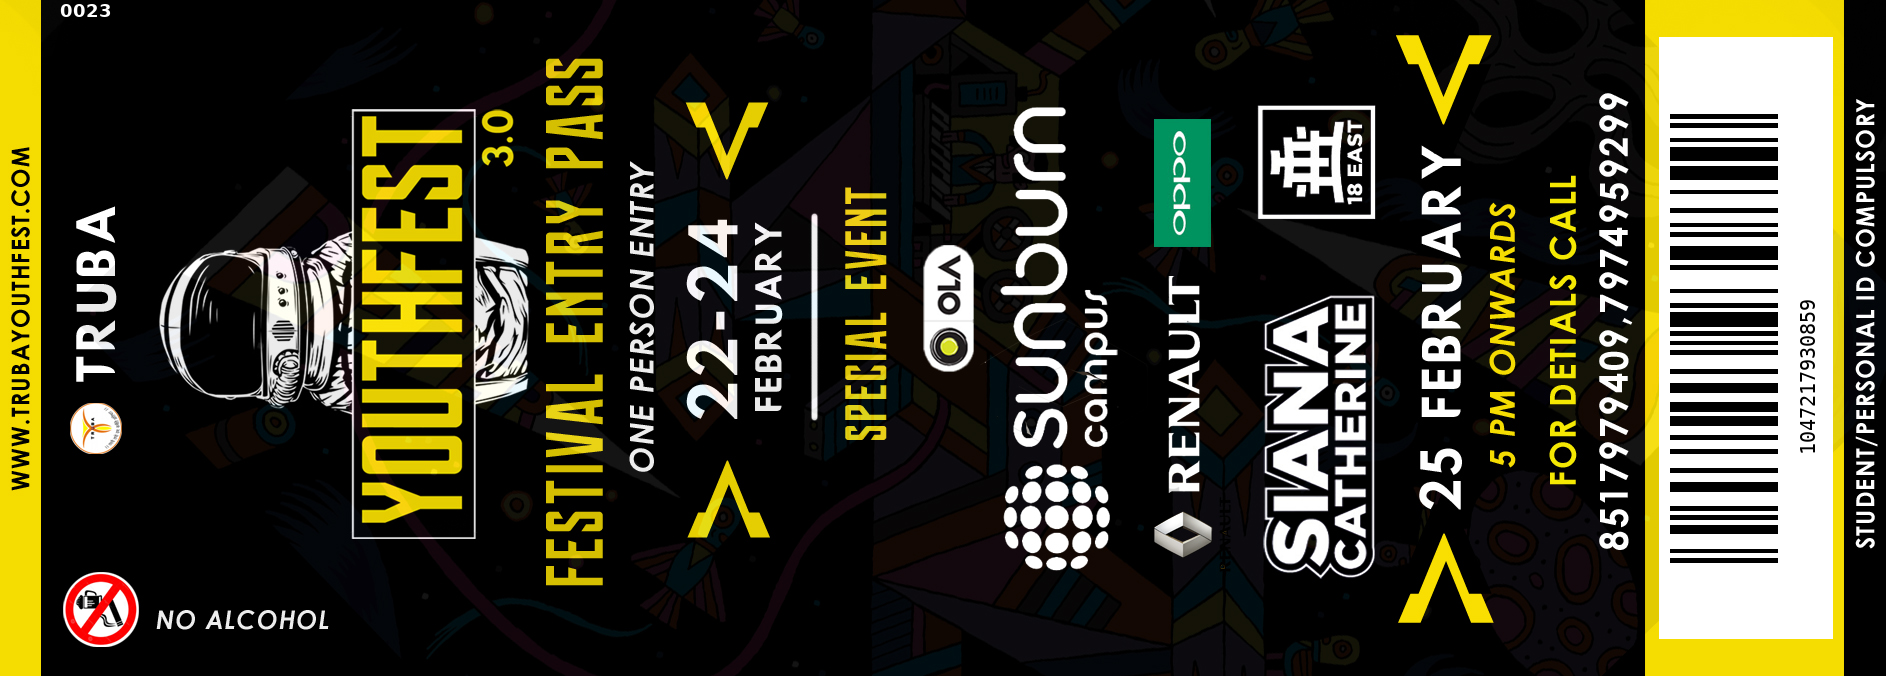 0023
WWW.TRUBAYOUTHFEST.COM
TRUBA
NO ALCOHOL
YOUTHFEST
3.0
FESTIVAL ENTRY PASS
ONE PERSON ENTRY
22-24
FEBRUARY
SPECIAL EVENT
OLA
sunburn
campus
oppo
RENAULT
18 EAST
SIANA
CATHERINE
25 FEBRUARY
5 PM ONWARDS
FOR DETIALS CALL
8517979409,7974959299
1047217930859
STUDENT/PERSONAL ID COMPULSORY